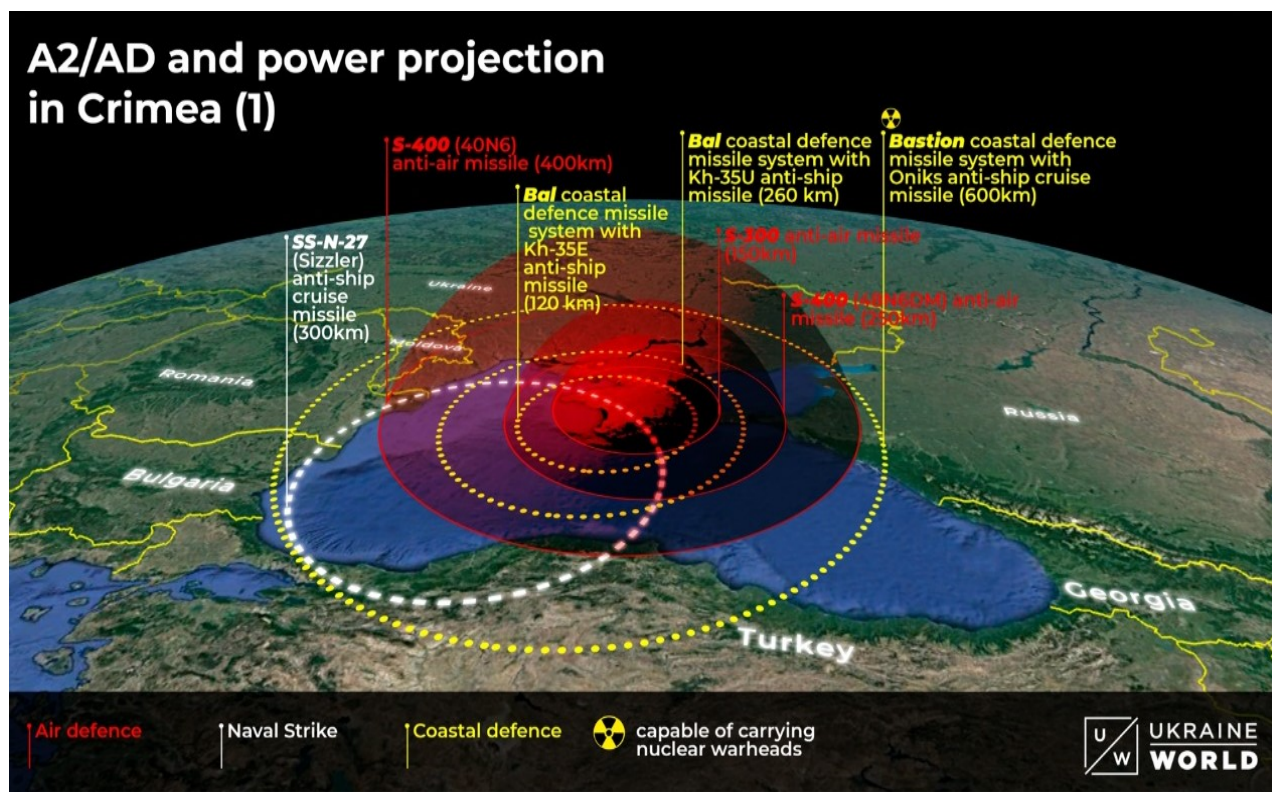 A2/AD and power projection
in Crimea (1)
S-400 (40N6)
anti-air missile (400km)
Bal coastal
defence missile
system with
Kh-35E
anti-ship
missile
(120 km)
Bal coastal defence
missile system with
Kh-35U anti-ship
missile (260 km)
Bastion coastal defence
missile system with
Oniks anti-ship cruise
missile (600km)
SS-N-27
(Sizzler)
anti-ship
cruise
missile
(300km)
S-300 anti-air missile
(150km)
S-400 (48N6DM) anti-air
missile (250km)
Ukraine
Moldova
Romania
Bulgaria
Russia
Georgia
Turkey
Air defence
Naval Strike
Coastal defence
capable of carrying
nuclear warheads
U
W
UKRAINE
WORLD